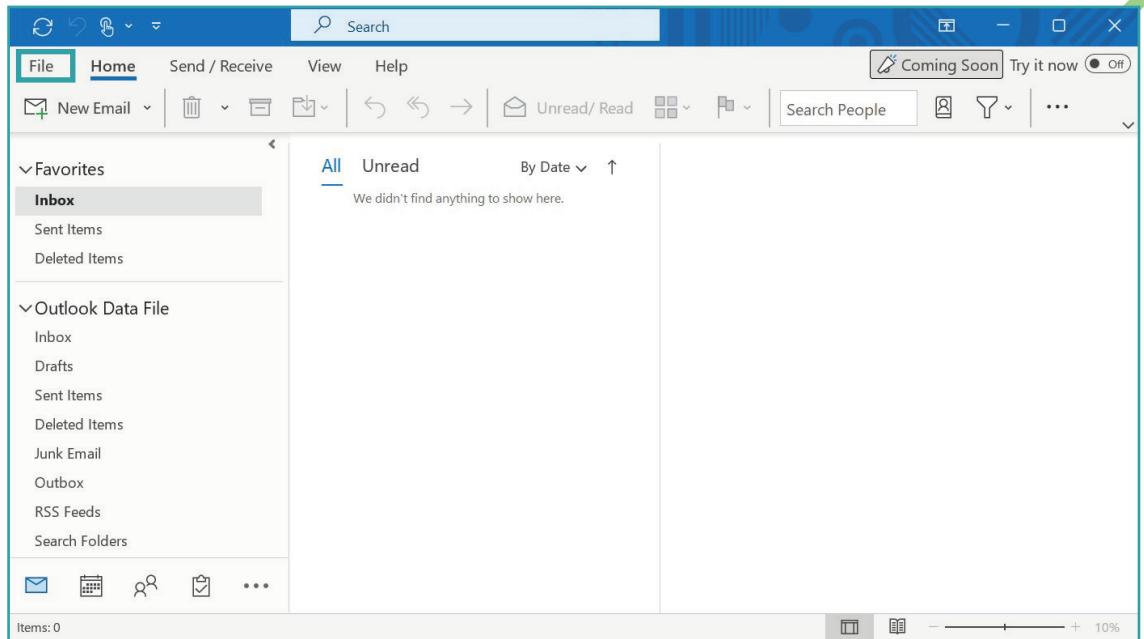 Search
File Home Send / Receive View Help Coming Soon Try it now Off
New Email Unread/ Read Search People
Favorites
Inbox
Sent Items
Deleted Items
Outlook Data File
Inbox
Drafts
Sent Items
Deleted Items
Junk Email
Outbox
RSS Feeds
Search Folders
All Unread By Date
We didn't find anything to show here.
Items: 0 10%